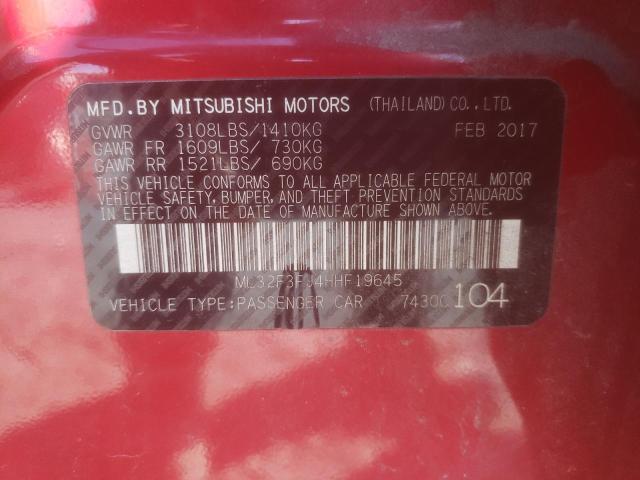 MFD.BY MITSUBISHI MOTORS (THAILAND)CO.,LTD.
GVWR 3108LBS/1410KG FEB 2017
GAWR FR 1609LBS/ 730KG
GAWR RR 1521LBS/ 690KG
THIS VEHICLE CONFORMS TO ALL APPLICABLE FEDERAL MOTOR
VEHICLE SAFETY, BUMPER, AND THEFT PREVENTION STANDARDS
IN EFFECT ON THE DATE OF MANUFACTURE SHOWN ABOVE.
VEHICLE TYPE:PASSENGER CAR 104